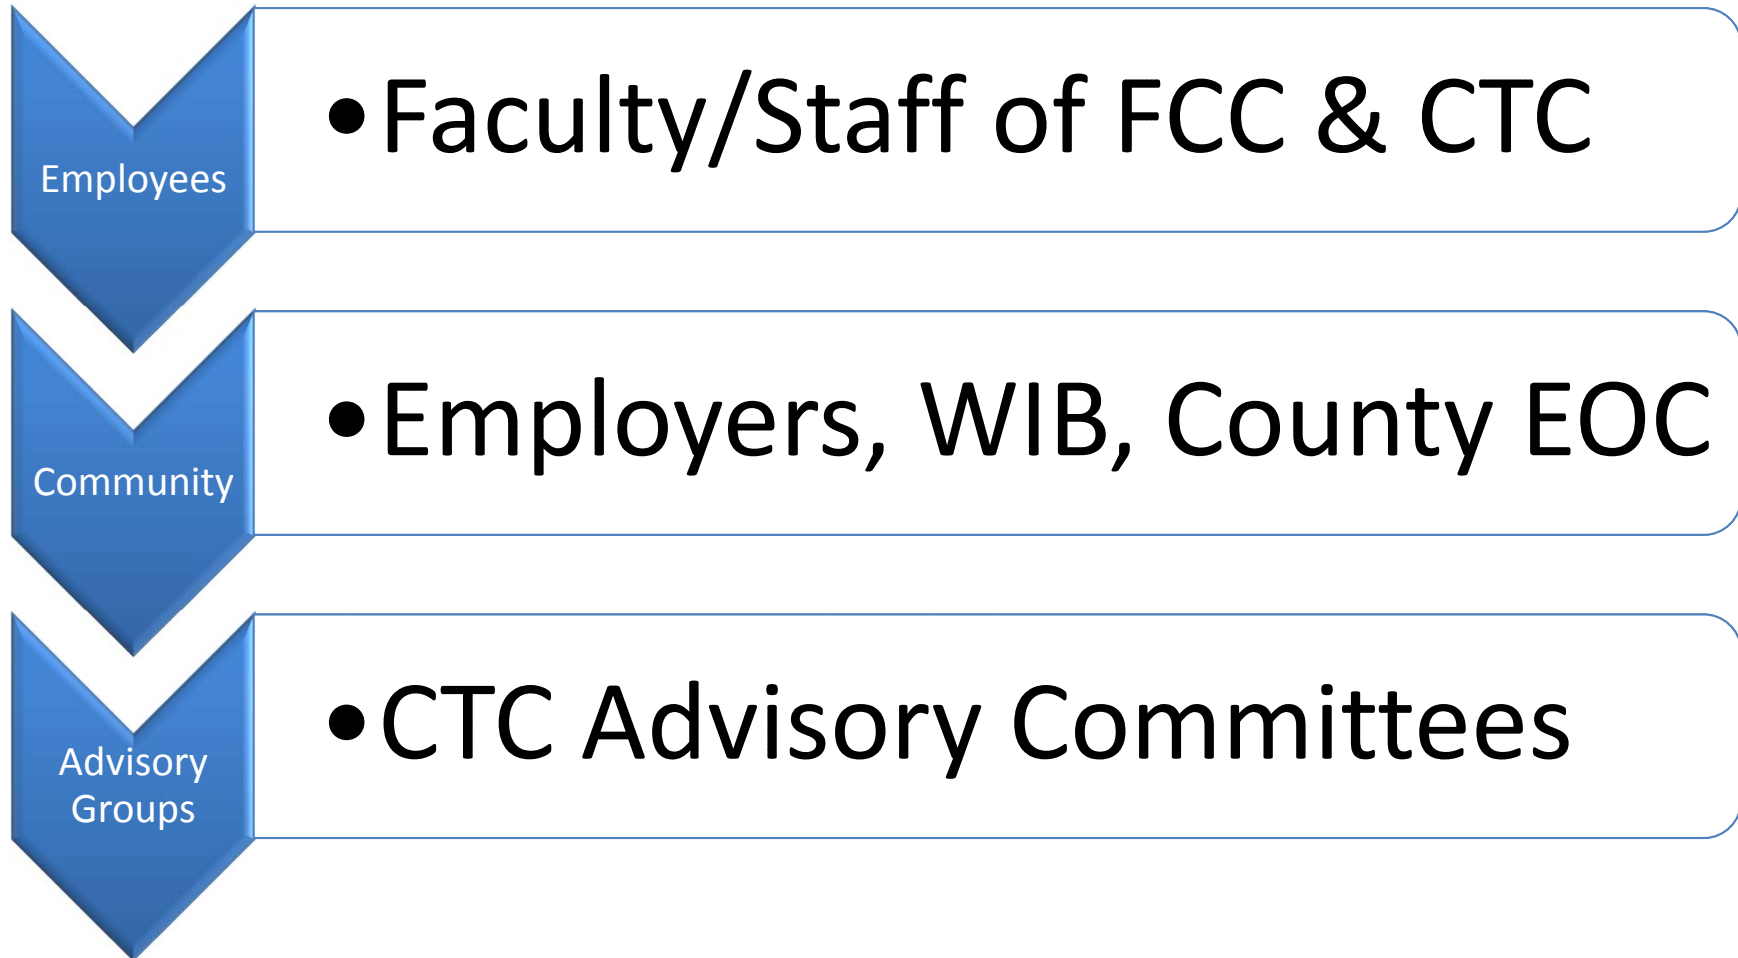 Employees
•Faculty/Staff of FCC & CTC
Community
•Employers, WIB, County EOC
Advisory
Groups
•CTC Advisory Committees